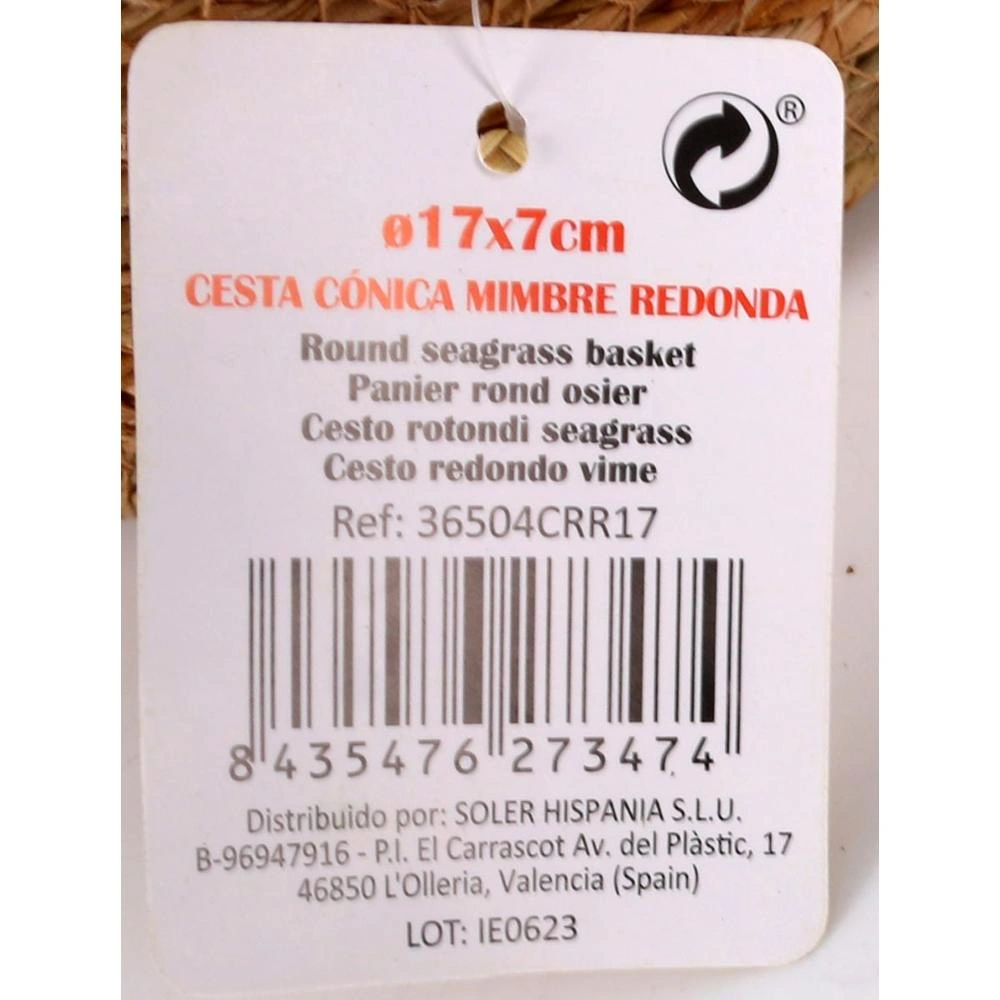 ®
ø17x7cm
CESTA CÓNICA MIMBRE REDONDA
Round seagrass basket
Panier rond osier
Cesto rotondi seagrass
Cesto redondo vime
Ref: 36504CRR17
8 435476 273474
Distribuido por: SOLER HISPANIA S.L.U.
B-96947916 - P.I. El Carrascot Av. del Plàstic, 17
46850 L'Olleria, Valencia (Spain)
LOT: IE0623